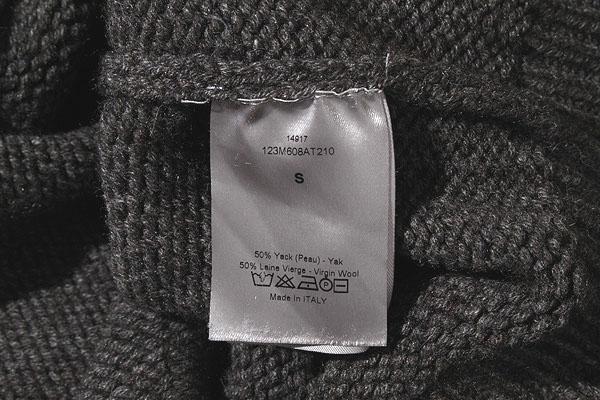 14917
123M608AT210
S
50% Yack (Peau) - Yak
50% Laine Vierge - Virgin Wool
Made In ITALY